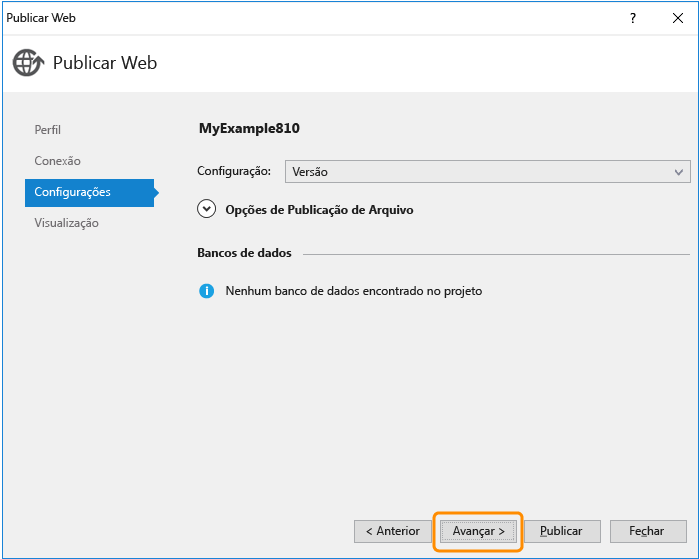 Publicar Web
?
Publicar Web
Perfil
Conexão
Configurações
Visualização
MyExample810
Configuração: Versão
Opções de Publicação de Arquivo
Bancos de dados
Nenhum banco de dados encontrado no projeto
< Anterior Avançar > Publicar Fechar